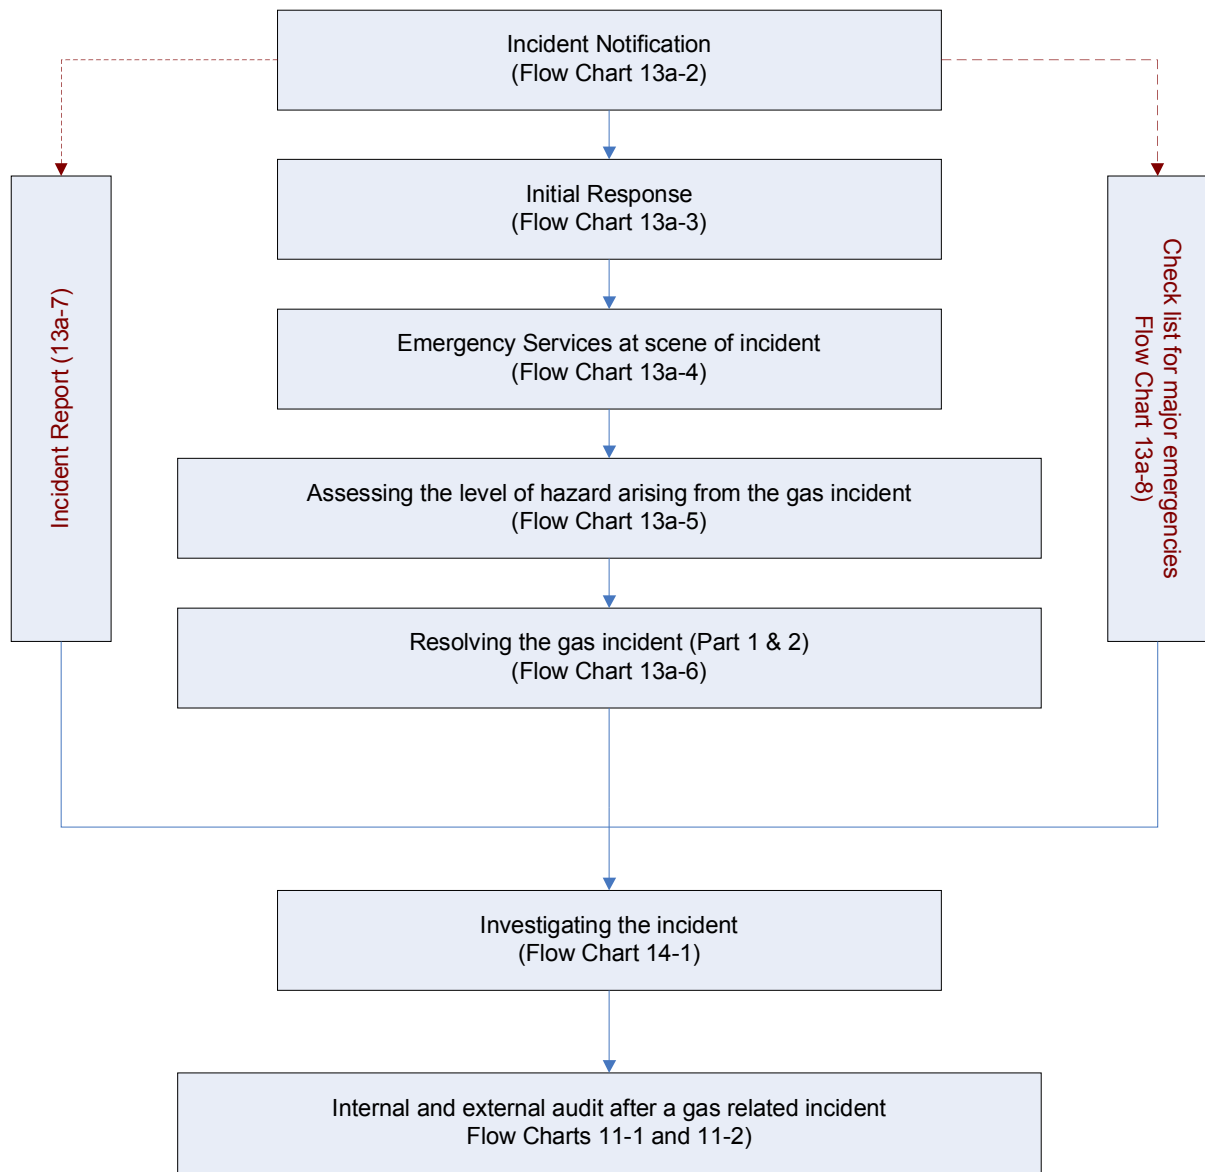 Incident Notification
(Flow Chart 13a-2)
Initial Response
(Flow Chart 13a-3)
Emergency Services at scene of incident
(Flow Chart 13a-4)
Incident Report (13a-7)
Check list for major emergencies
Flow Chart 13a-8)
Assessing the level of hazard arising from the gas incident
(Flow Chart 13a-5)
Resolving the gas incident (Part 1 & 2)
(Flow Chart 13a-6)
Investigating the incident
(Flow Chart 14-1)
Internal and external audit after a gas related incident
Flow Charts 11-1 and 11-2)